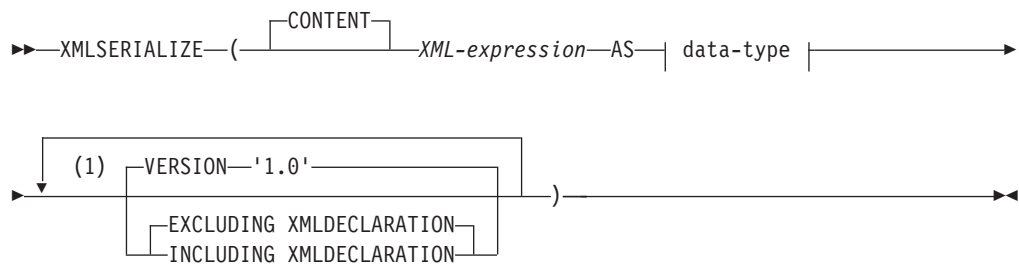 CONTENT
XMLSERIALIZE ( XML-expression AS data-type
(1) VERSION '1.0' )
EXCLUDING XMLDECLARATION
INCLUDING XMLDECLARATION